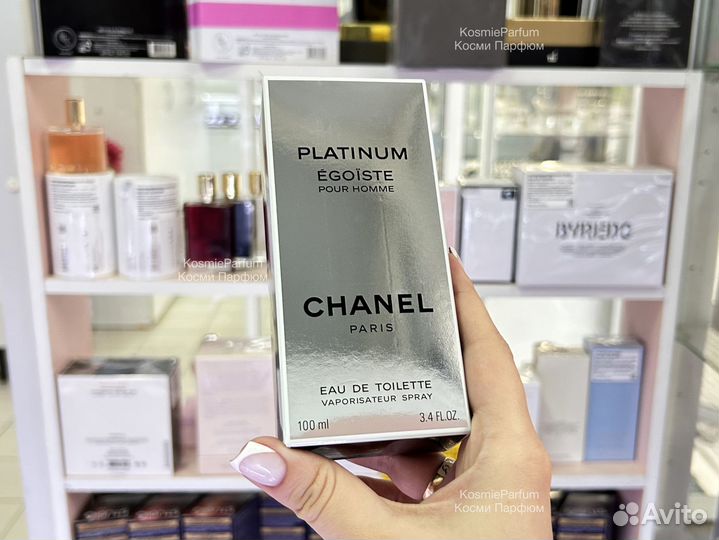 KosmieParfum
Косми Парфюм
PLATINUM
ÉGOÏSTE
POUR HOMME
BYREDO
KosmieParfum
Косми Парфюм
CHANEL
PARIS
EAU DE TOILETTE
VAPORISATEUR SPRAY
100 ml 3.4 FL.OZ.
KosmieParfum
Косми Парфюм
Avito